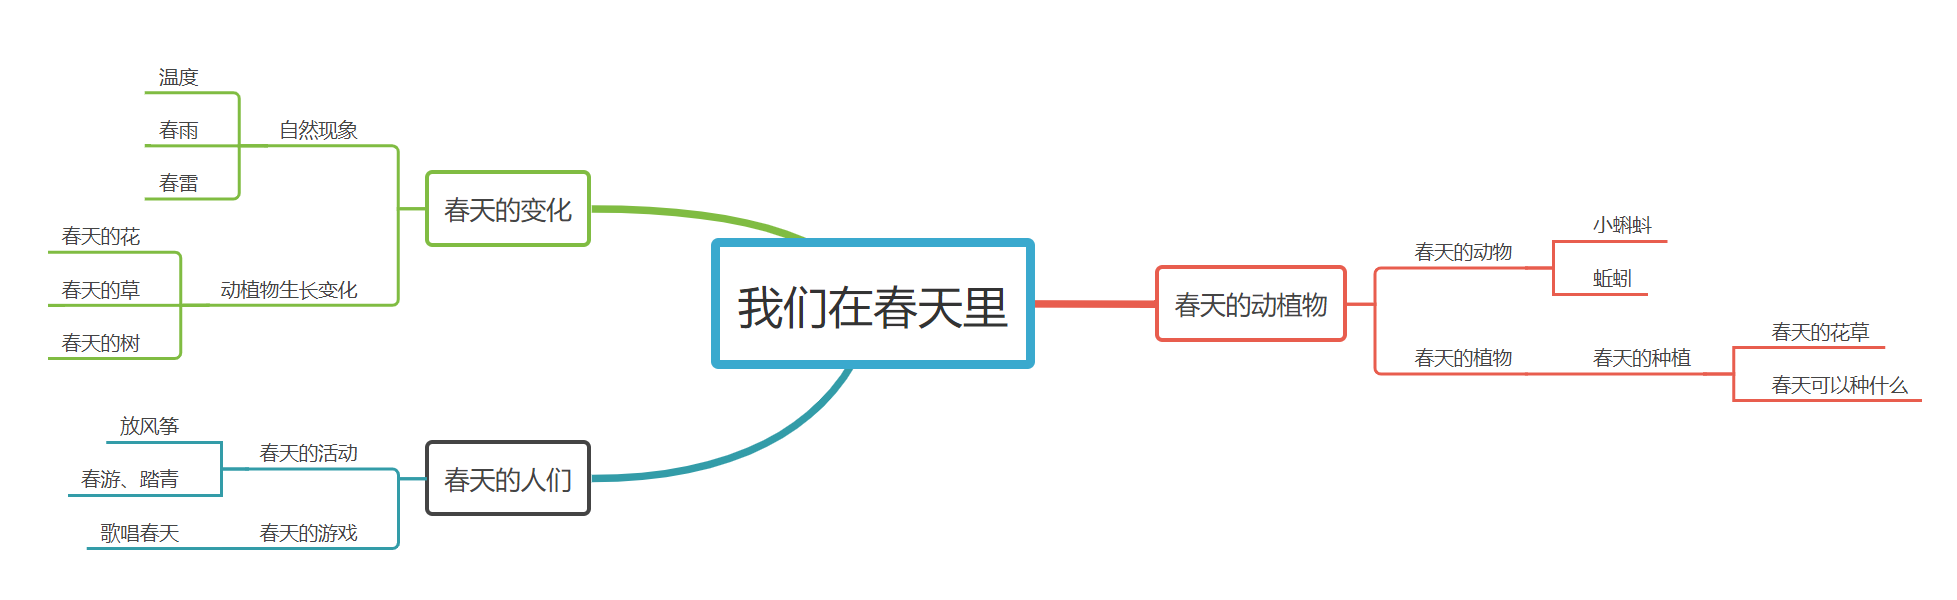 我们在春天里
春天的变化
自然现象
温度
春雨
春雷
动植物生长变化
春天的花
春天的草
春天的树
春天的人们
春天的活动
放风筝
春游、踏青
春天的游戏
歌唱春天
春天的动植物
春天的动物
小蝌蚪
蚯蚓
春天的植物
春天的种植
春天的花草
春天可以种什么